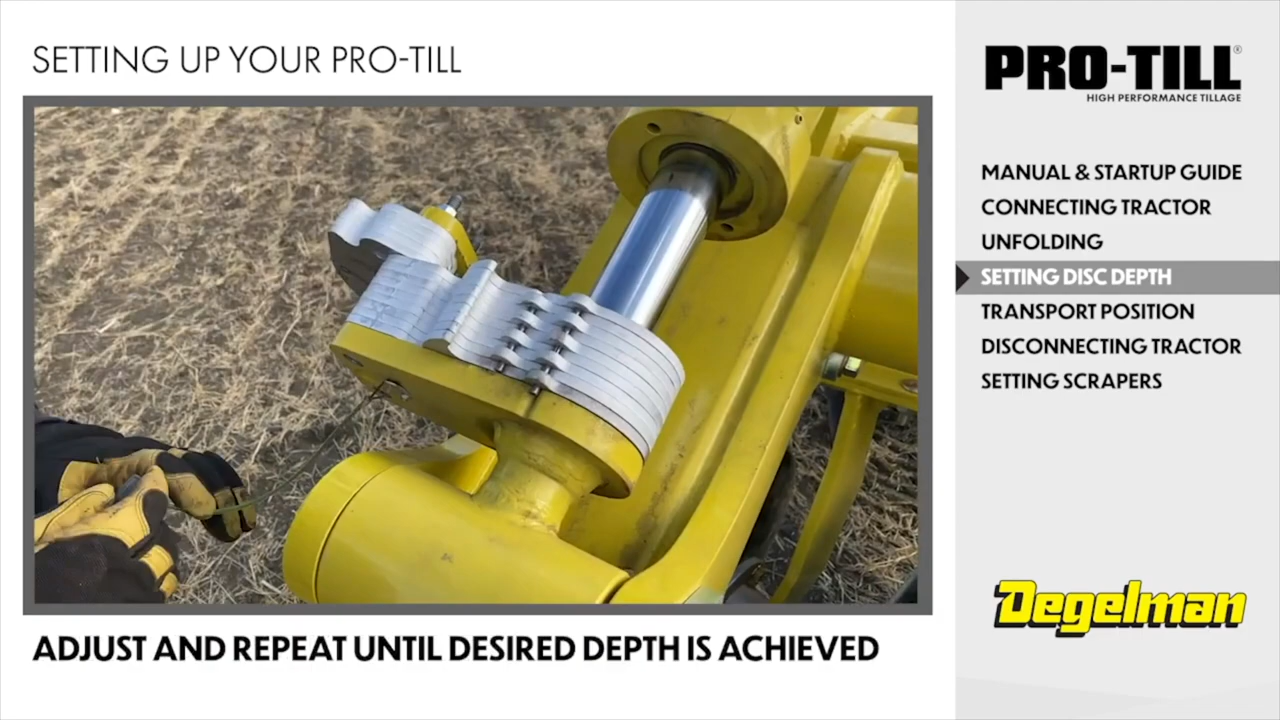 SETTING UP YOUR PRO-TILL
ADJUST AND REPEAT UNTIL DESIRED DEPTH IS ACHIEVED
PRO-TILL®
HIGH PERFORMANCE TILLAGE
MANUAL & STARTUP GUIDE
CONNECTING TRACTOR
UNFOLDING
SETTING DISC DEPTH
TRANSPORT POSITION
DISCONNECTING TRACTOR
SETTING SCRAPERS
Degelman